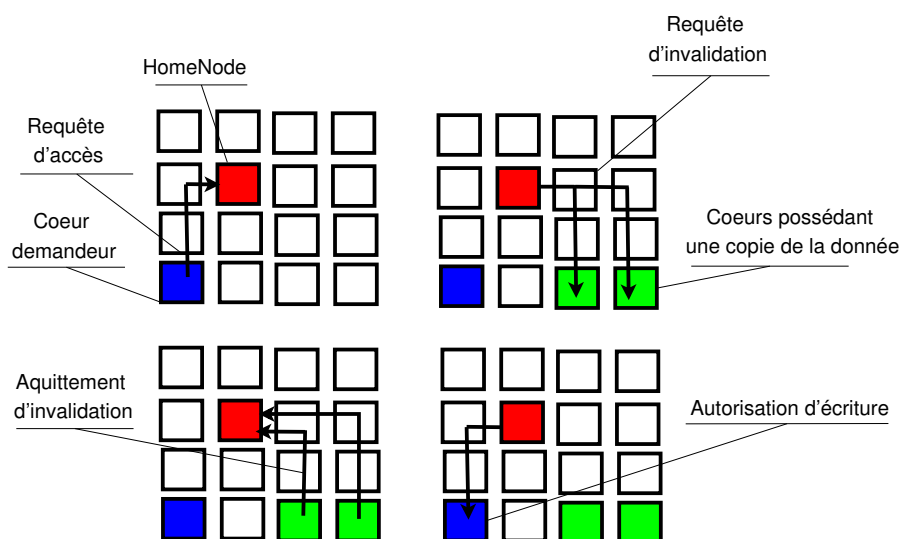 HomeNode
Requête
d'accès
Coeur
demandeur
Requête
d'invalidation
Coeurs possédant
une copie de la donnée
Aquittement
d'invalidation
Autorisation d'écriture